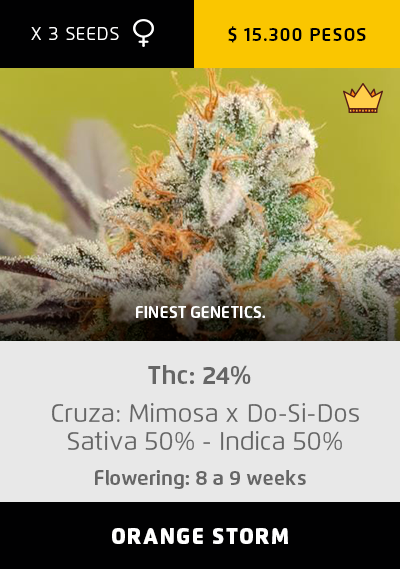 X 3 SEEDS
$ 15.300 PESOS
FINEST GENETICS.
Thc: 24%
Cruza: Mimosa x Do-Si-Dos
Sativa 50% - Indica 50%
Flowering: 8 a 9 weeks
ORANGE STORM